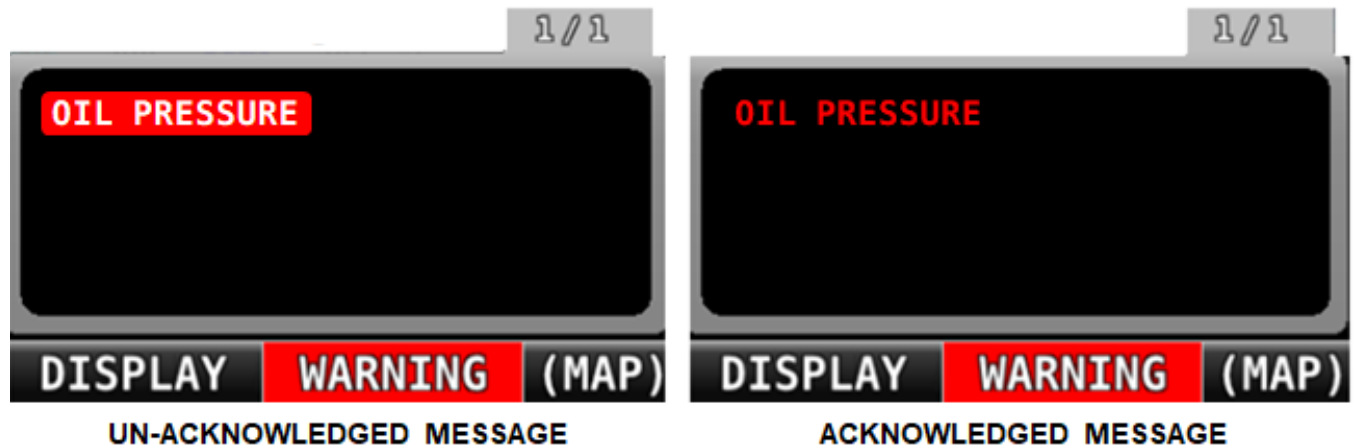 1/1
OIL PRESSURE
DISPLAY WARNING (MAP)
UN-ACKNOWLEDGED MESSAGE
1/1
OIL PRESSURE
DISPLAY WARNING (MAP)
ACKNOWLEDGED MESSAGE